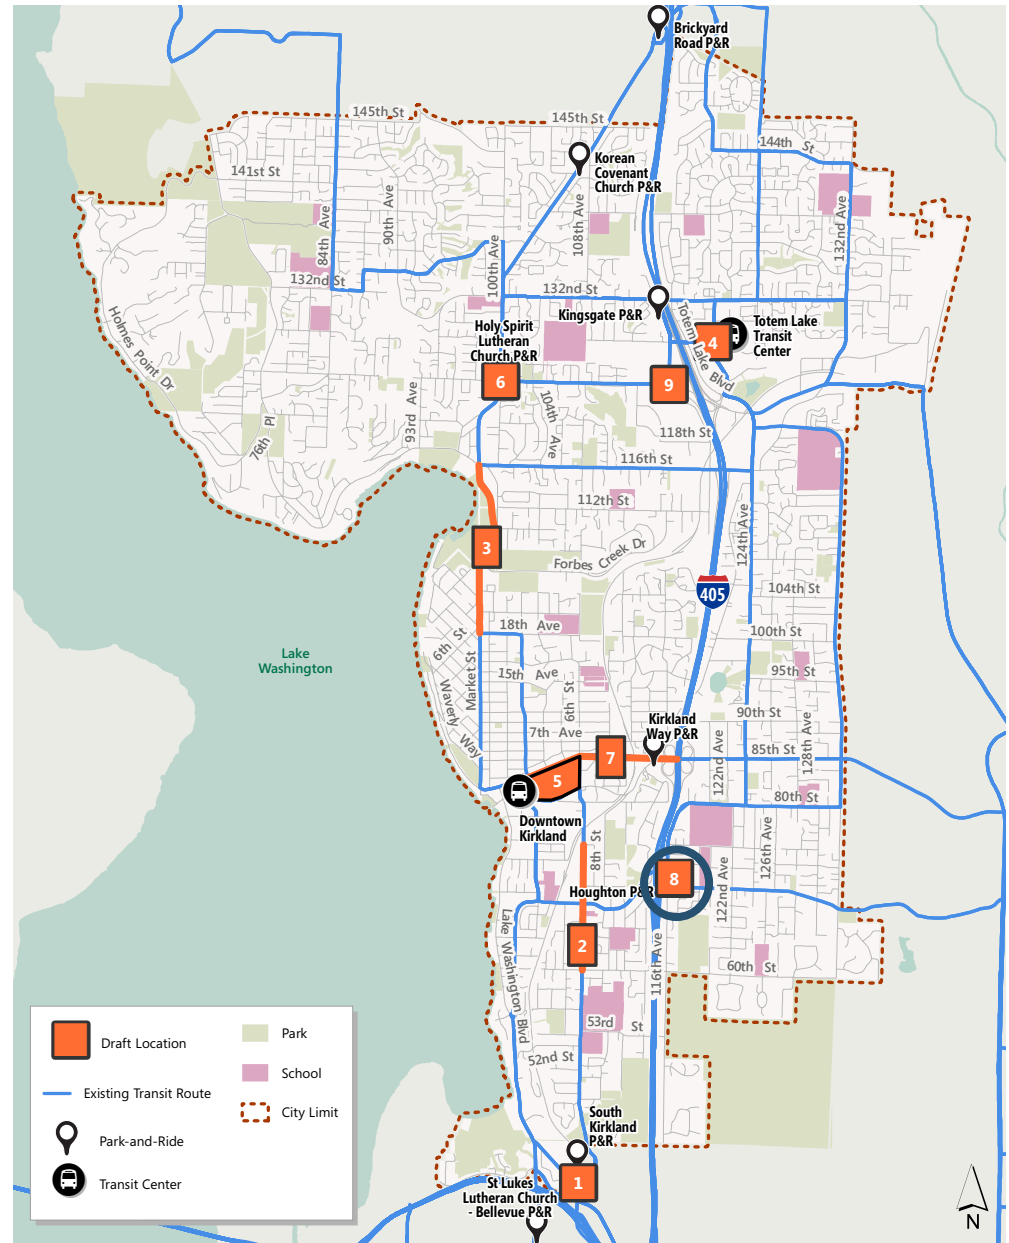 Brickyard
Road P&R
145th St
145th St
144th St
Korean
Covenant
Church P&R
141st St
84th Ave
90th Ave
108th Ave
132nd Ave
100th Ave
132nd St
132nd St
Kingsgate P&R
Totem Lake Blvd
Totem Lake
Transit
Center
4
Holmes Point Dr
Holy Spirit
Lutheran
Church P&R
6
9
93rd Ave
104th Ave
76th Pl
118th St
116th St
112th St
124th Ave
3
Forbes Creek Dr
405
104th St
18th Ave
100th St
6th St
Lake
Washington
Market St
15th Ave
95th St
6th St
Waverly Way
90th St
7th Ave
Kirkland
Way P&R
122nd Ave
128th Ave
85th St
7
5
80th St
Downtown
Kirkland
8th St
126th Ave
Houghton P&R
8
122nd Ave
Lake Washington Blvd
2
116th Ave
60th St
53rd St
52nd St
South
Kirkland
P&R
1
St Lukes
Lutheran Church
- Bellevue P&R
Draft Location
Existing Transit Route
Park-and-Ride
Transit Center
Park
School
City Limit
N